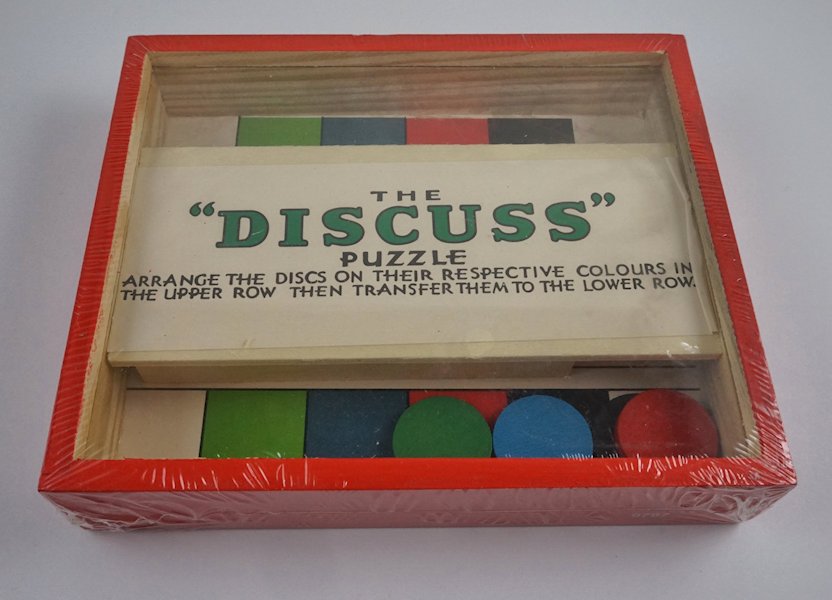 THE
“DISCUSS”
PUZZLE
ARRANGE THE DISCS ON THEIR RESPECTIVE COLOURS IN
THE UPPER ROW THEN TRANSFER THEM TO THE LOWER ROW.